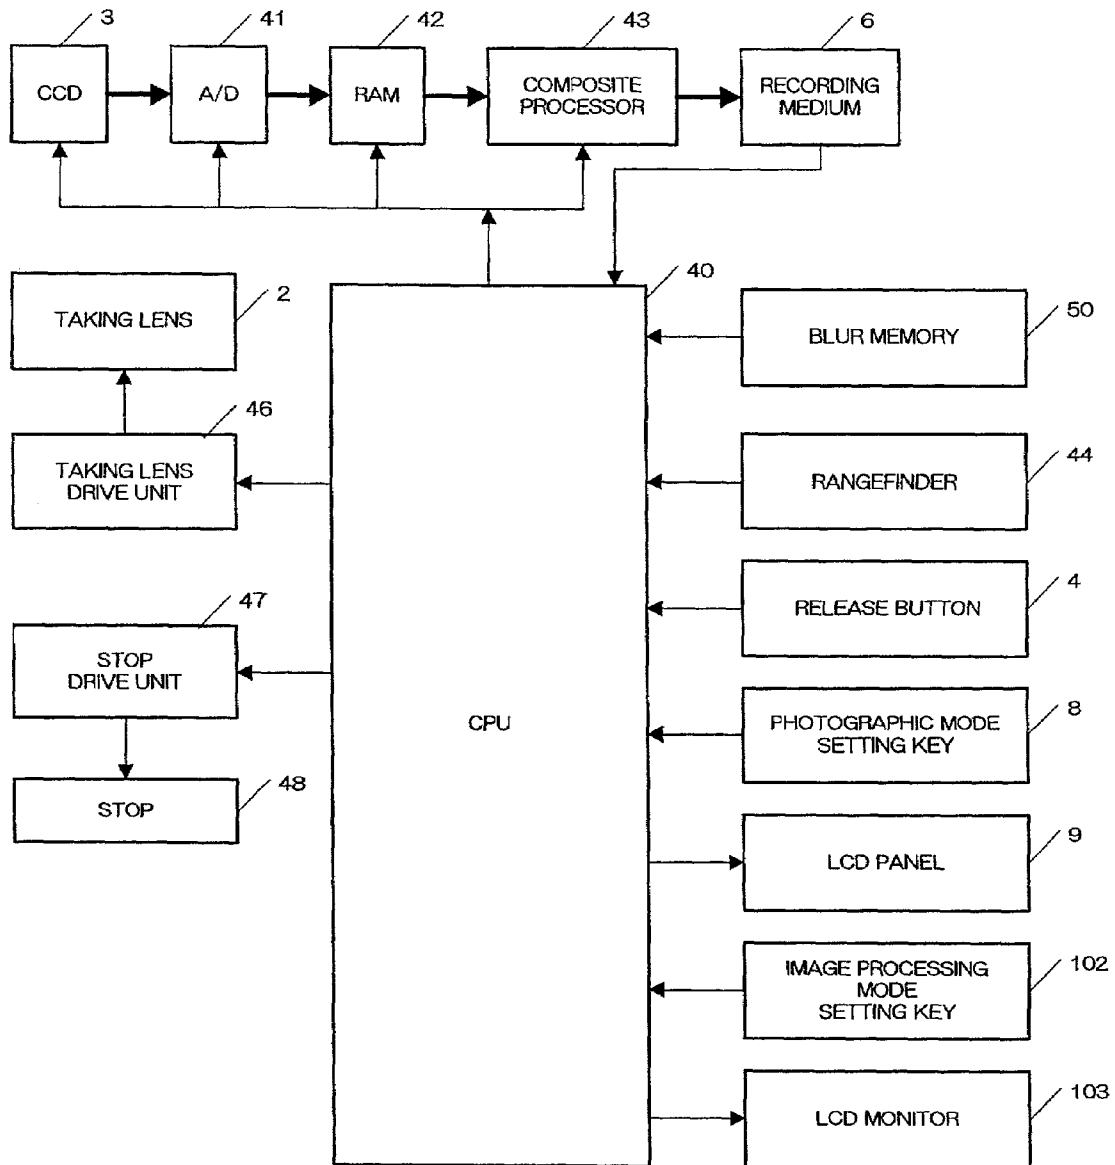 3
41
42
43
6
CCD
A/D
RAM
COMPOSITE
PROCESSOR
RECORDING
MEDIUM
2
TAKING LENS
40
50
BLUR MEMORY
46
TAKING LENS
DRIVE UNIT
44
RANGEFINDER
4
RELEASE BUTTON
47
STOP
DRIVE UNIT
CPU
8
PHOTOGRAPHIC MODE
SETTING KEY
48
STOP
9
LCD PANEL
102
IMAGE PROCESSING
MODE
SETTING KEY
103
LCD MONITOR